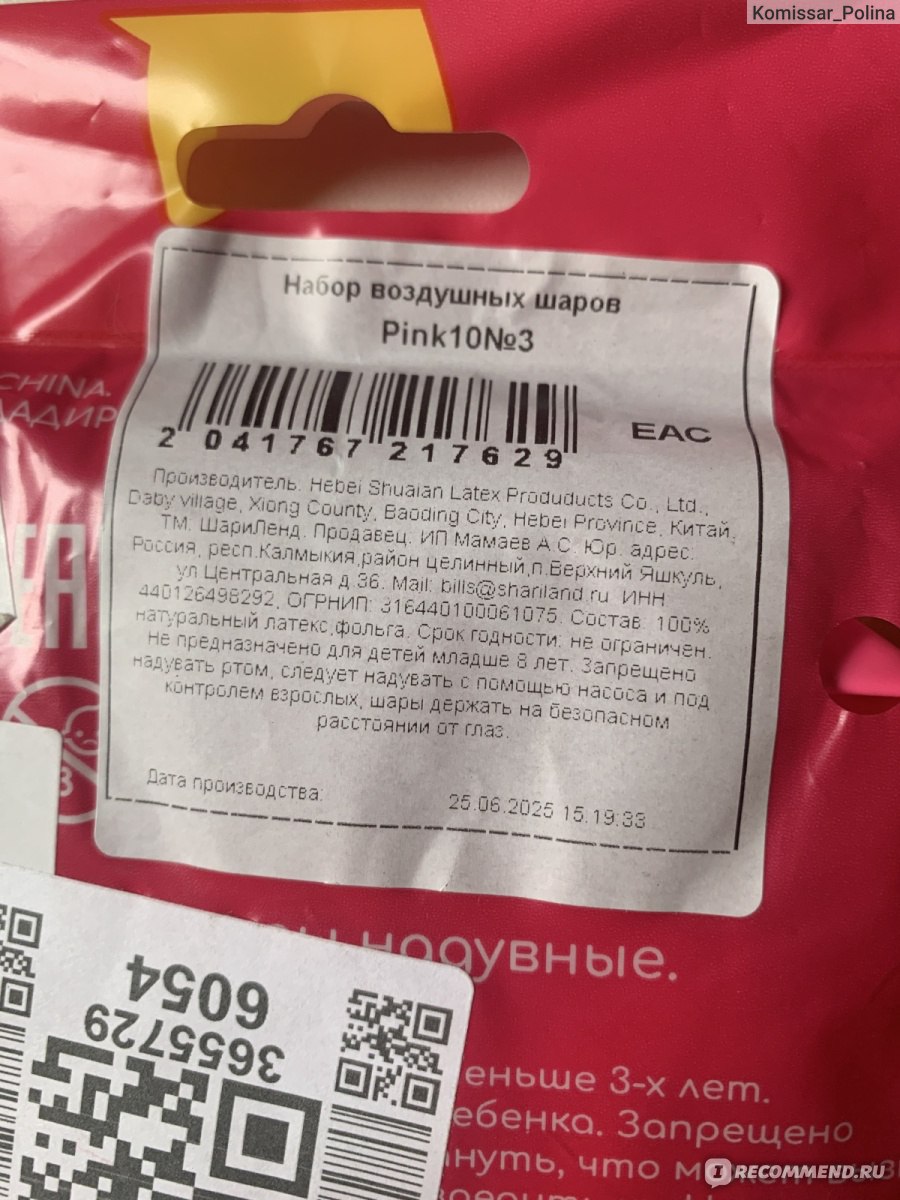 Komissar_Polina
Набор воздушных шаров
Pink10№3
CHINA.
ЛАДИР
2 041767 217629
EAC
Производитель: Hebei Shuaian Latex Produducts Co., Ltd.,
Daby village, Xiong County, Baoding City, Hebei Province, Китай,
ТМ: ШариЛенд. Продавец: ИП Мамаев А.С. Юр. адрес:
Россия, респ.Калмыкия,район целинный,п.Верхний Яшкуль,
ул Центральная д 36. Mail: bills@shariland.ru ИНН:
440126498292, ОГРНИП: 316440100061075. Состав: 100%
натуральный латекс,фольга. Срок годности: не ограничен.
Не предназначено для детей младше 8 лет. Запрещено
надувать ртом, следует надувать с помощью насоса и под
контролем взрослых, шары держать на безопасном
расстоянии от глаз.
Дата производства: 25.06.2025 15:19:33
надувные.
3655729
6054
еньше 3-х лет.
ебенка. Запрещено
нуть, что м
RECOMMEND.RU